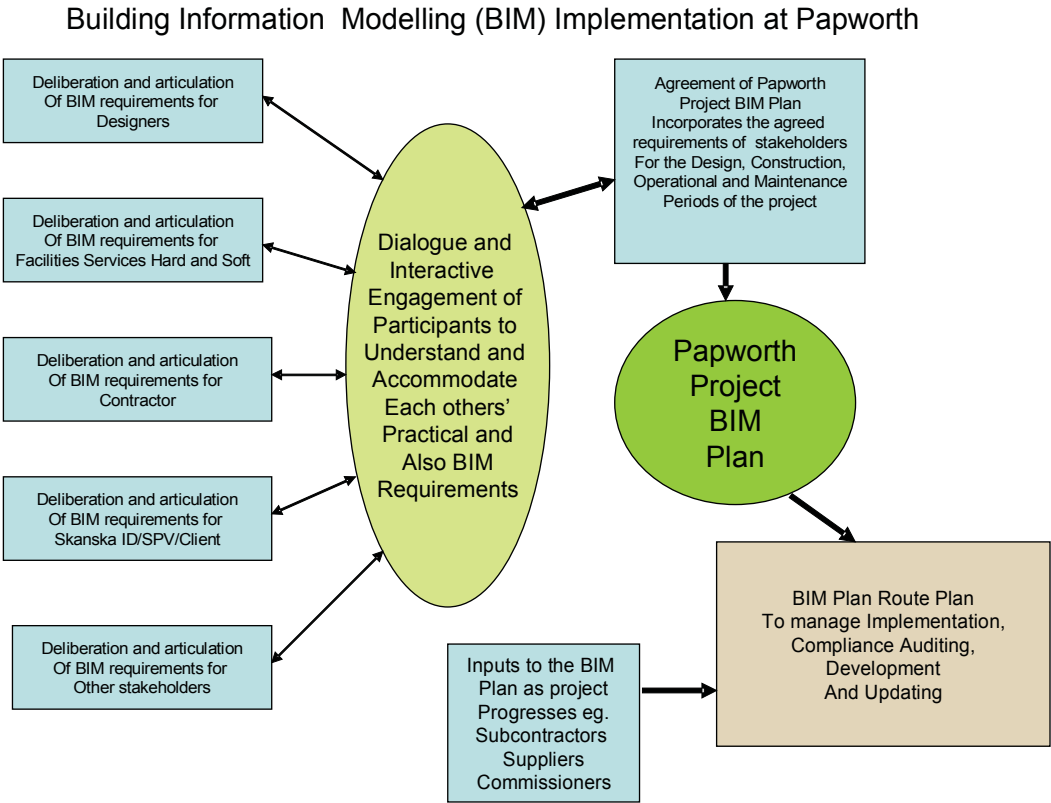 Building Information Modelling (BIM) Implementation at Papworth
Deliberation and articulation
Of BIM requirements for
Designers
Deliberation and articulation
Of BIM requirements for
Facilities Services Hard and Soft
Deliberation and articulation
Of BIM requirements for
Contractor
Deliberation and articulation
Of BIM requirements for
Skanska ID/SPV/Client
Deliberation and articulation
Of BIM requirements for
Other stakeholders
Dialogue and
Interactive
Engagement of
Participants to
Understand and
Accommodate
Each others’
Practical and
Also BIM
Requirements
Agreement of Papworth
Project BIM Plan
Incorporates the agreed
requirements of stakeholders
For the Design, Construction,
Operational and Maintenance
Periods of the project
Papworth
Project
BIM
Plan
BIM Plan Route Plan
To manage Implementation,
Compliance Auditing,
Development
And Updating
Inputs to the BIM
Plan as project
Progresses eg.
Subcontractors
Suppliers
Commissioners